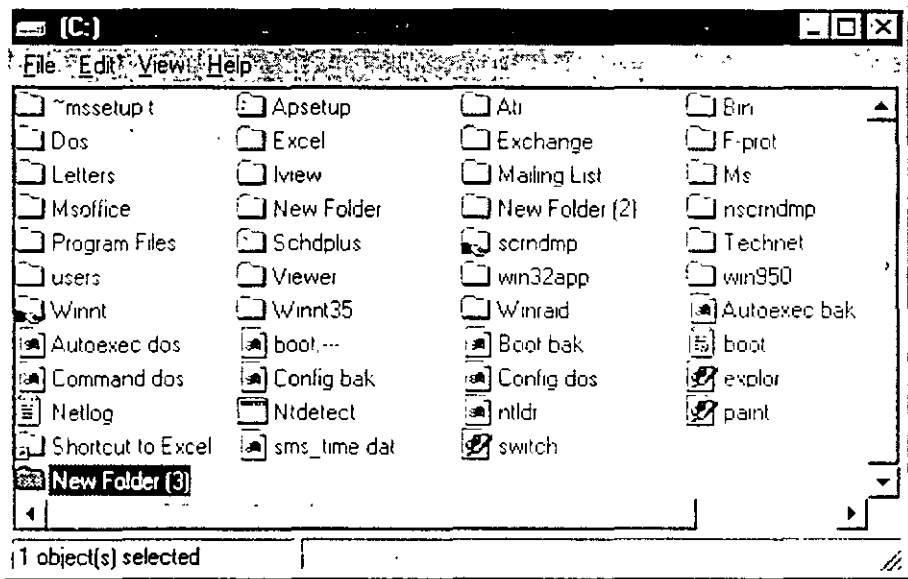 (C:)
File Edit View Help
~mssetup t Apsetup Ati Bin
Dos Excel Exchange F-prot
Letters Iview Mailing List Ms
Msoffice New Folder New Folder (2) nscrndmp
Program Files Schdplus scrndmp Technet
users Viewer win32app win950
Winnt Winnt35 Winraid Autoexec bak
Autoexec dos boot.--- Boot bak boot
Command dos Config bak Config dos explor
Netlog Ntdetect ntldr paint
Shortcut to Excel sms_time dat switch
New Folder (3)
1 object(s) selected